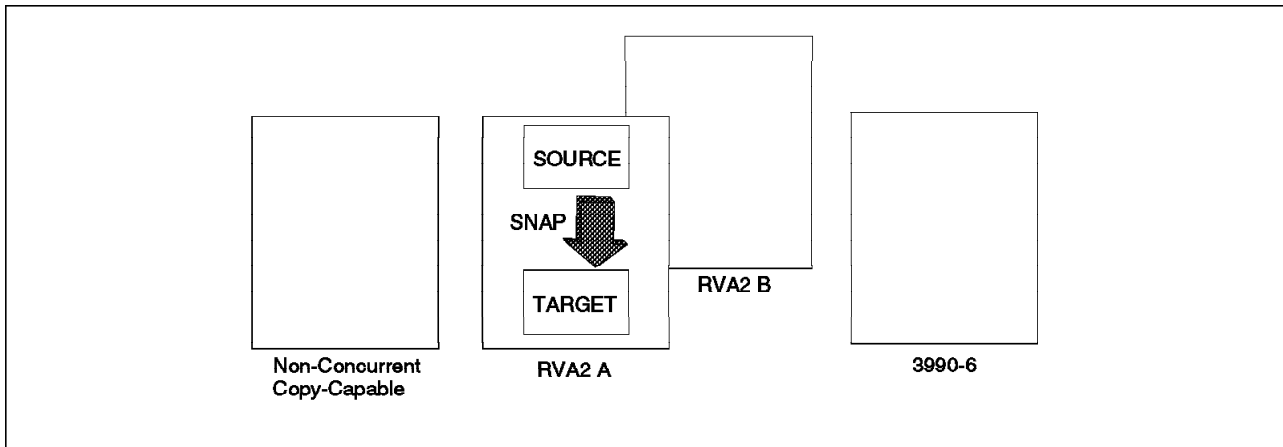 SOURCE
SNAP
TARGET
RVA2 B
Non-Concurrent
Copy-Capable
RVA2 A
3990-6